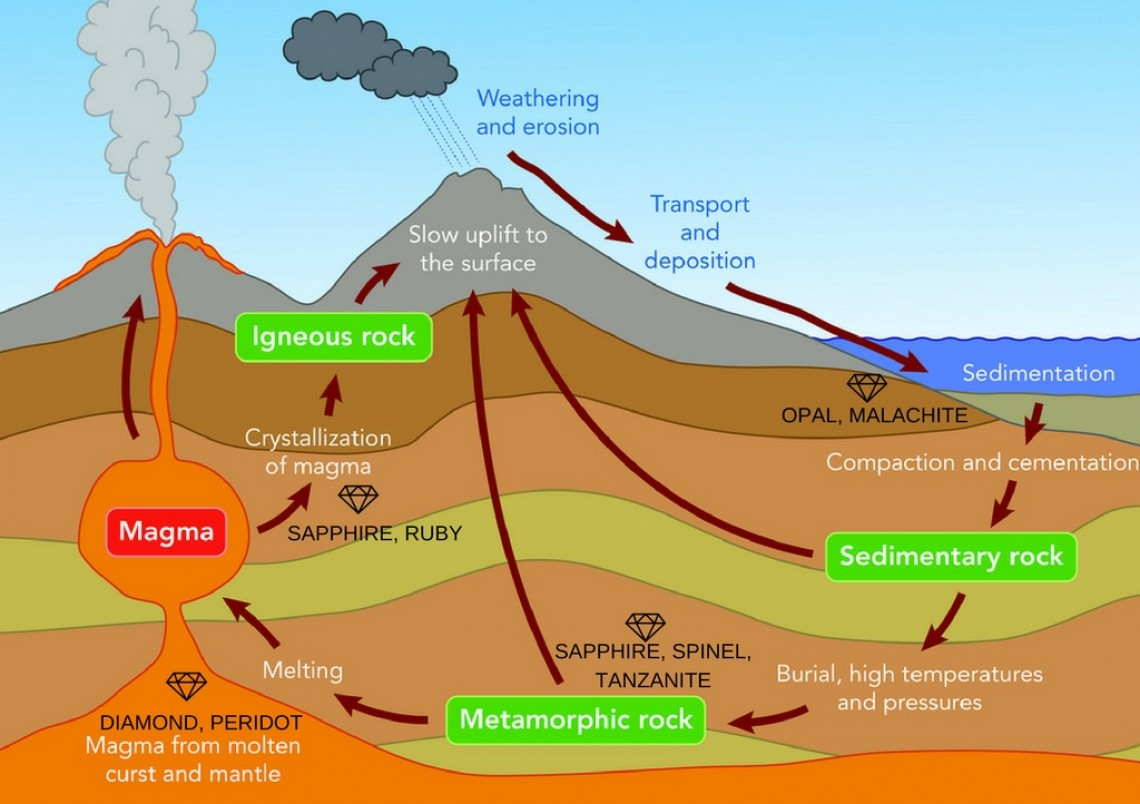 Weathering
and erosion
Transport
and
deposition
Slow uplift to
the surface
Igneous rock
Sedimentation
OPAL, MALACHITE
Crystallization
of magma
Compaction and cementation
SAPPHIRE, RUBY
Magma
Sedimentary rock
SAPPHIRE, SPINEL,
TANZANITE
Melting
Burial, high temperatures
and pressures
Metamorphic rock
DIAMOND, PERIDOT
Magma from molten
curst and mantle